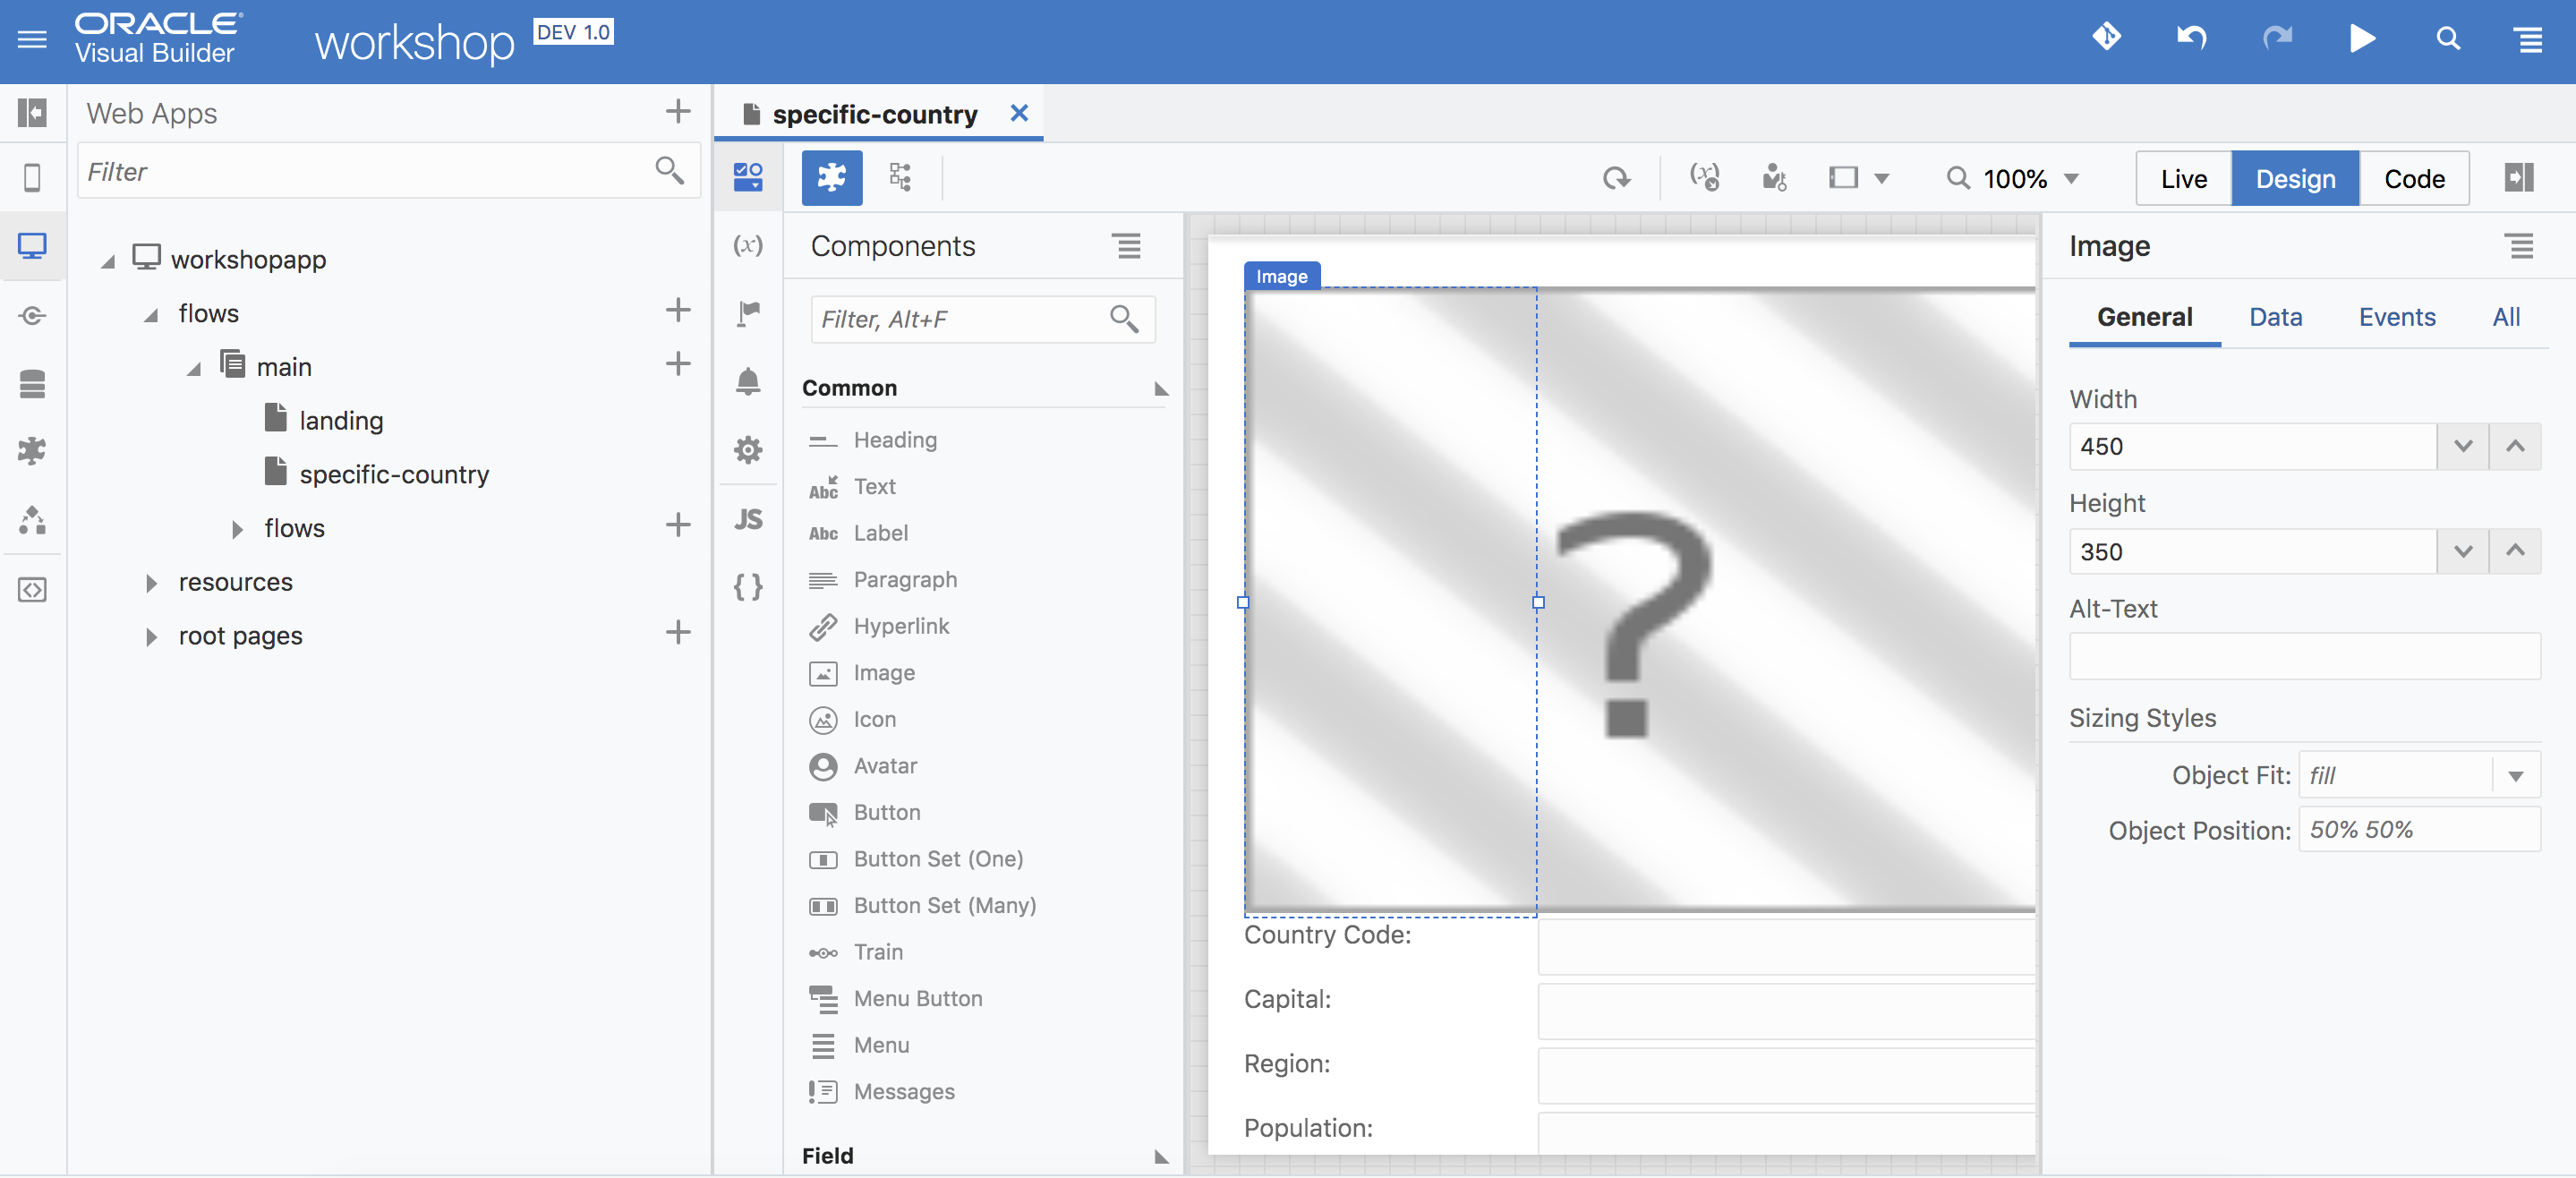 ORACLE
Visual Builder
workshop
DEV 1.0
Web Apps
Filter
workshopapp
flows
main
landing
specific-country
flows
resources
root pages
specific-country
100%
Live
Design
Code
(x)
JS
{ }
Components
Filter, Alt+F
Common
Heading
Abc
Text
Abc
Label
Paragraph
Hyperlink
Image
Icon
Avatar
Button
Button Set (One)
Button Set (Many)
Train
Menu Button
Menu
Messages
Field
Image
?
Country Code:
Capital:
Region:
Population:
Image
General
Data
Events
All
Width
450
Height
350
Alt-Text
Sizing Styles
Object Fit: fill
Object Position: 50% 50%